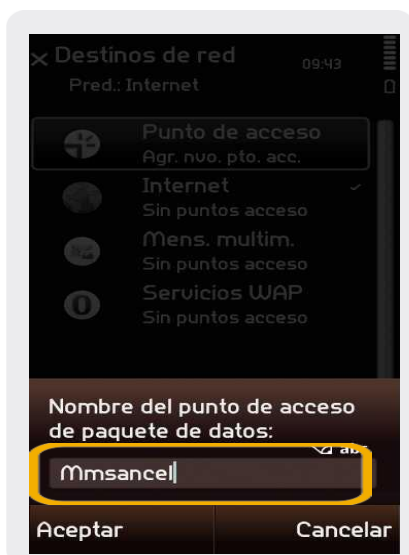 Destinos de red
09:43
Pred.: Internet
Punto de acceso
Agr. nvo. pto. acc.
Internet
Sin puntos acceso
Mens. multim.
Sin puntos acceso
Servicios WAP
Sin puntos acceso
Nombre del punto de acceso
de paquete de datos:
abc
Mmsancel
Aceptar
Cancelar